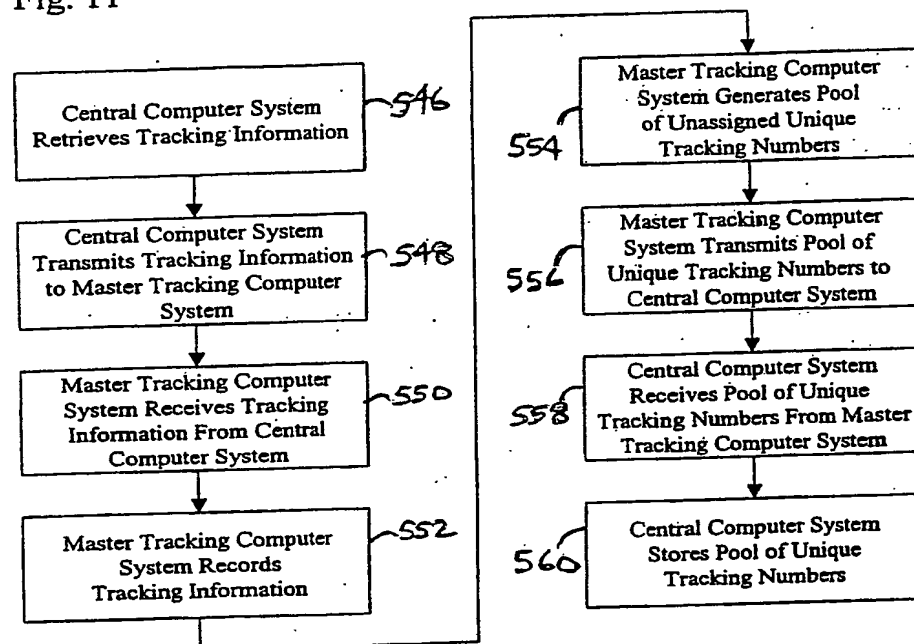 Fig. 11
Central Computer System
Retrieves Tracking Information
546
Central Computer System
Transmits Tracking Information
to Master Tracking Computer
System
548
Master Tracking Computer
System Receives Tracking
Information From Central
Computer System
550
Master Tracking Computer
System Records
Tracking Information
552
Master Tracking Computer
System Generates Pool
of Unassigned Unique
Tracking Numbers
554
Master Tracking Computer
System Transmits Pool of
Unique Tracking Numbers to
Central Computer System
556
Central Computer System
Receives Pool of Unique
Tracking Numbers From Master
Tracking Computer System
558
Central Computer System
Stores Pool of Unique
Tracking Numbers
560